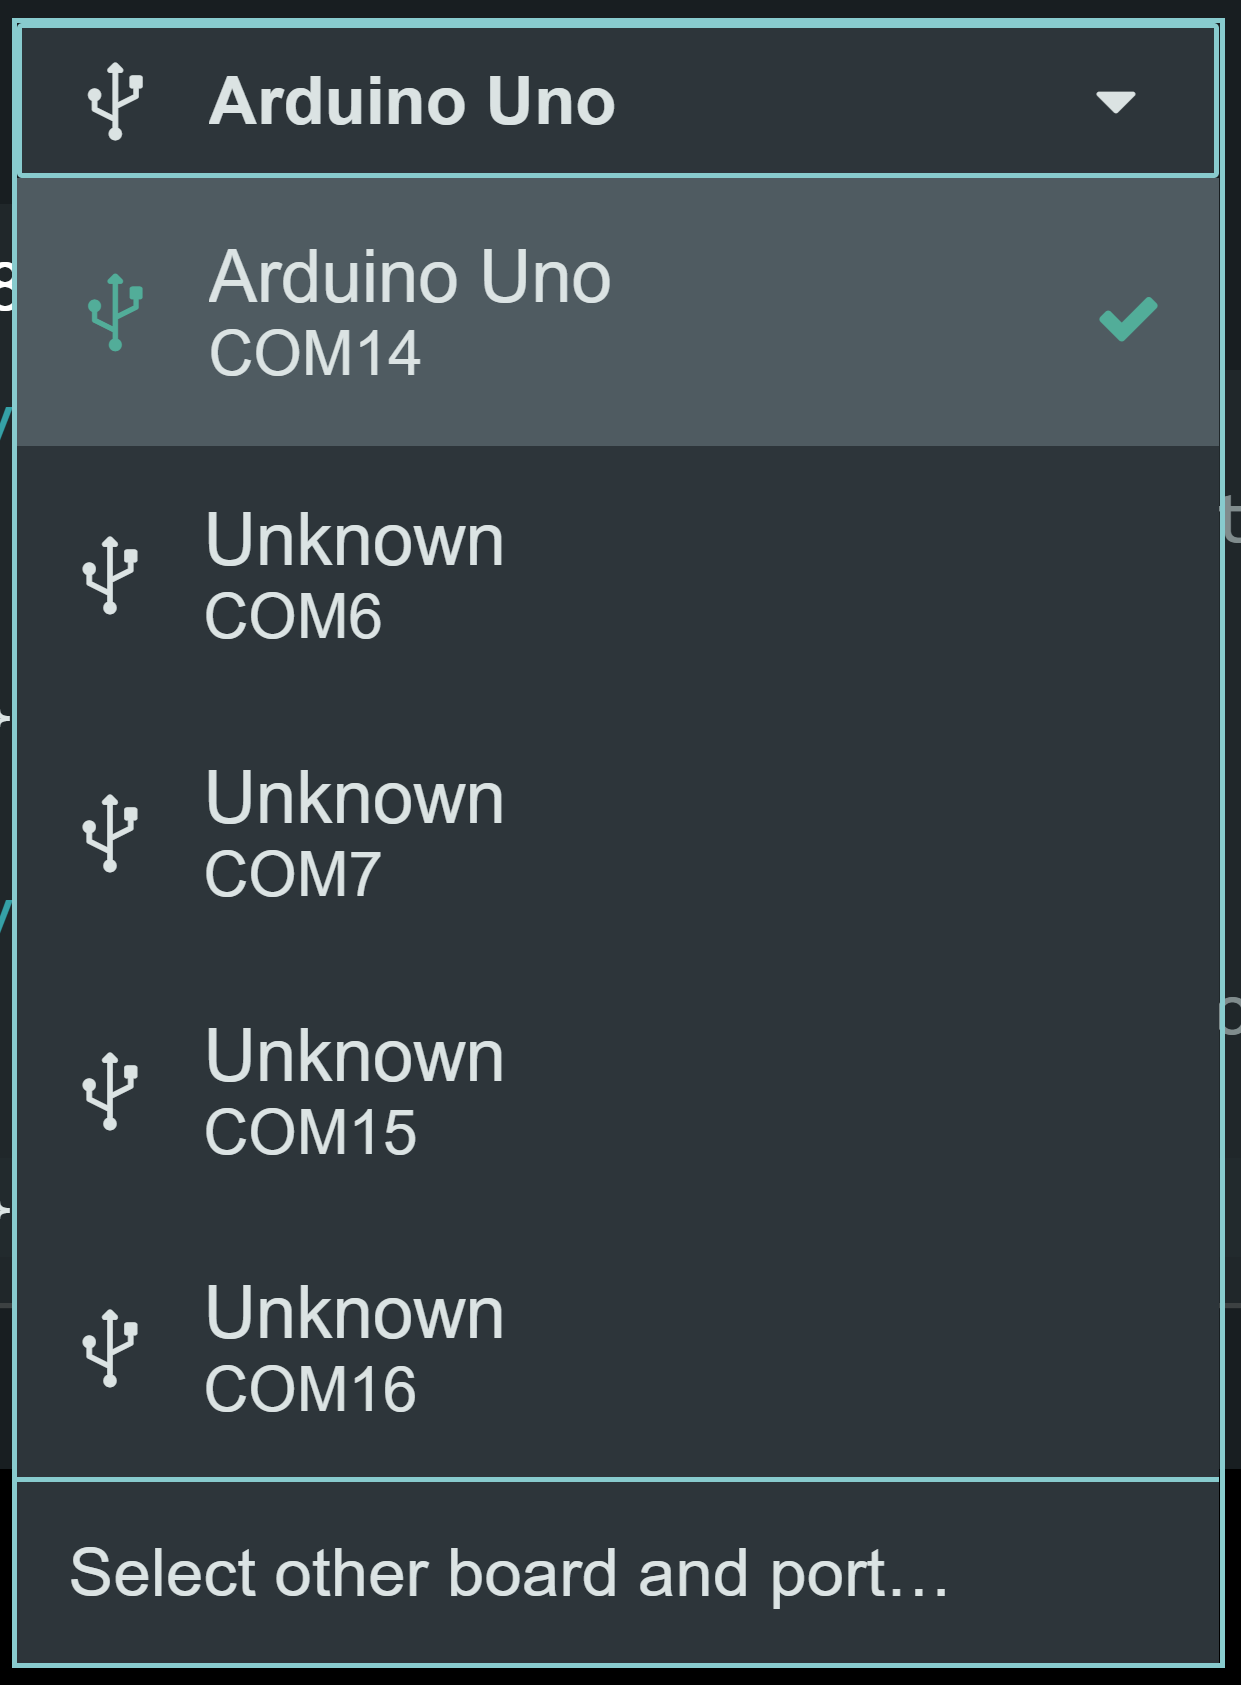 Arduino Uno
Arduino Uno
COM14
Unknown
COM6
Unknown
COM7
Unknown
COM15
Unknown
COM16
Select other board and port…